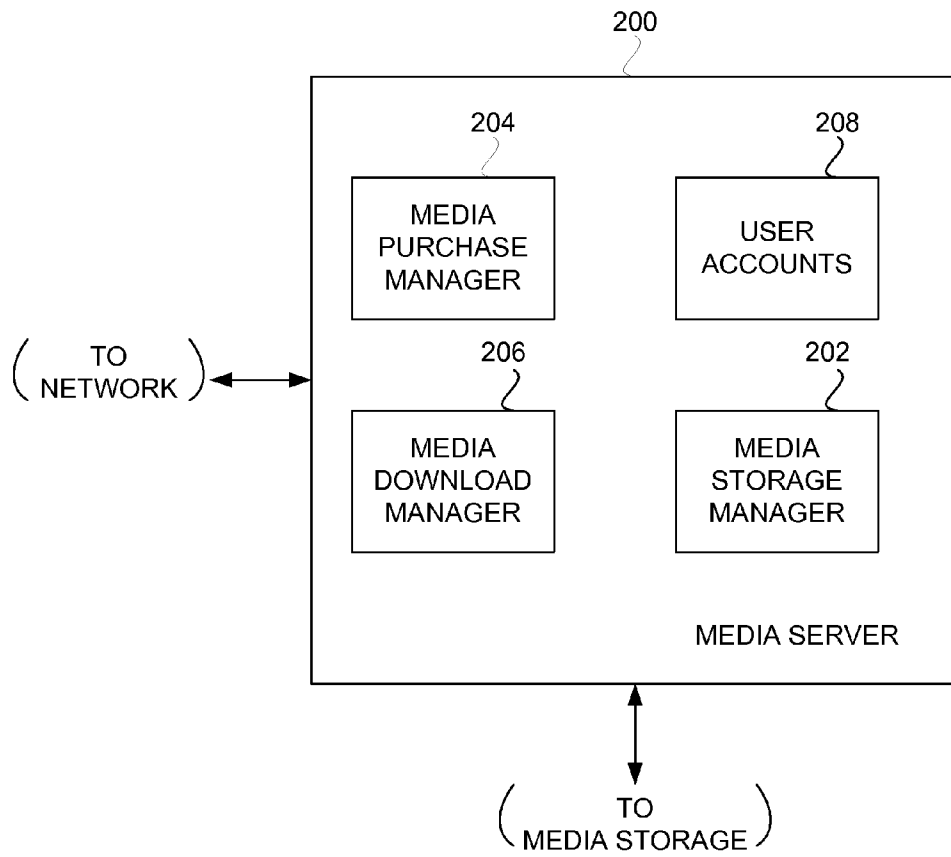 200
204
208
MEDIA
PURCHASE
MANAGER
USER
ACCOUNTS
( TO
NETWORK )
206
202
MEDIA
DOWNLOAD
MANAGER
MEDIA
STORAGE
MANAGER
MEDIA SERVER
( TO
MEDIA STORAGE )